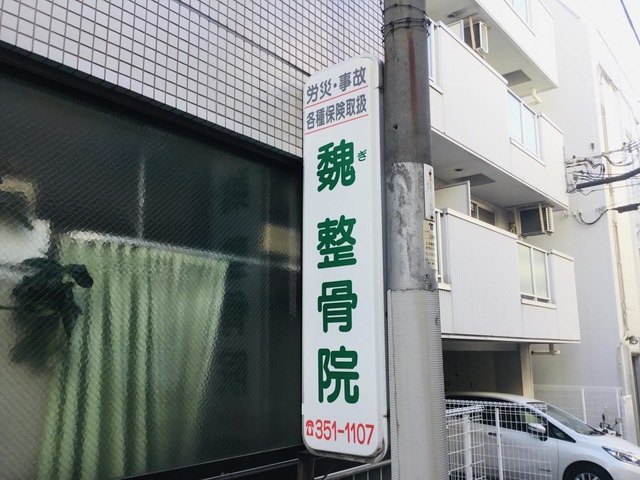 労災・事故
各種保険取扱
魏整骨院
ぎ
☎351-1107